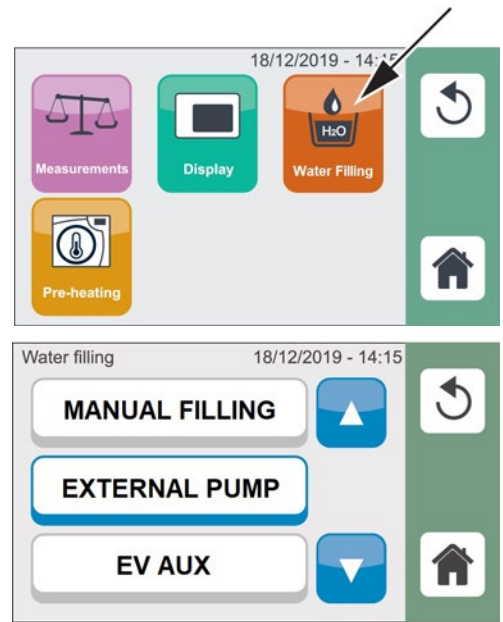 18/12/2019 - 14:15
H₂O
Measurements
Display
Water Filling
Pre-heating
Water filling
18/12/2019 - 14:15
MANUAL FILLING
EXTERNAL PUMP
EV AUX